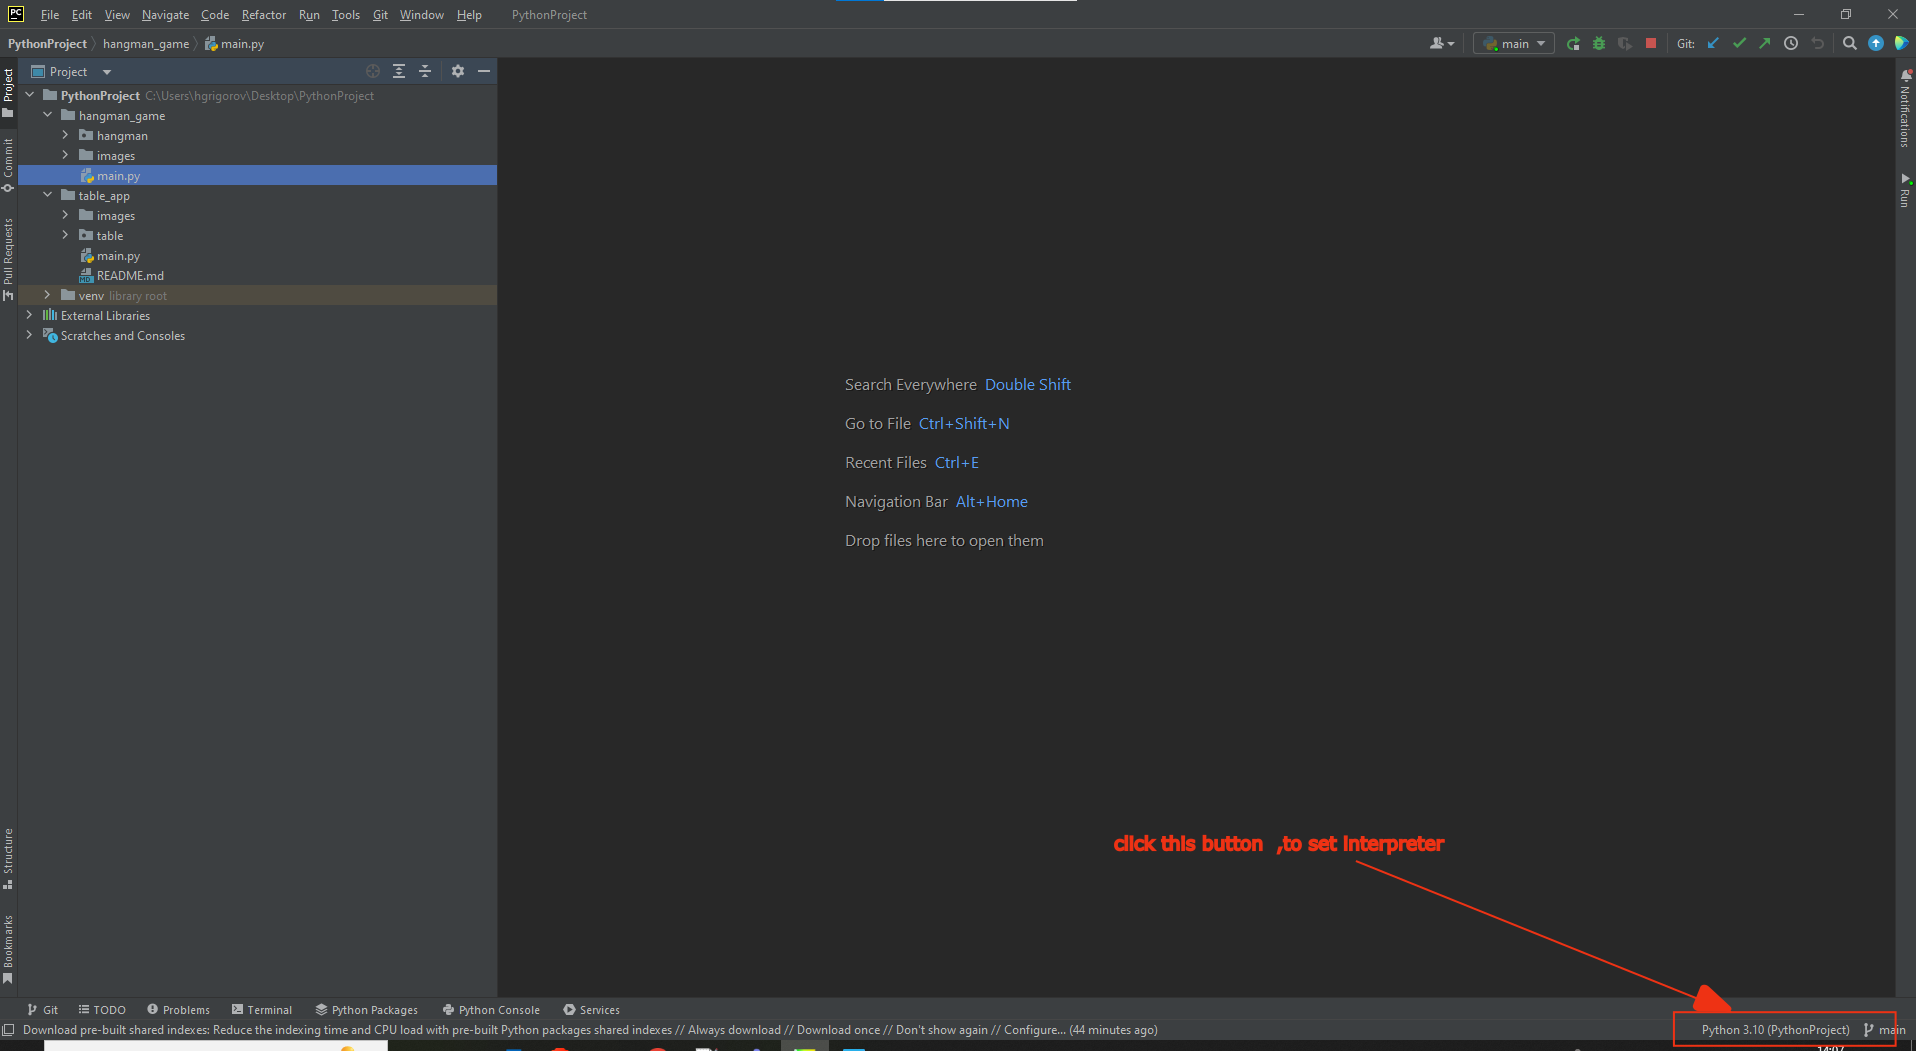 PC File Edit View Navigate Code Refactor Run Tools Git Window Help PythonProject
PythonProject hangman_game main.py main Git:
Project
PythonProject C:\Users\hgrigorov\Desktop\PythonProject
hangman_game
hangman
images
main.py
table_app
images
table
main.py
README.md
venv library root
External Libraries
Scratches and Consoles
Project
Commit
Pull Requests
Structure
Bookmarks
Notifications
Run
Search Everywhere Double Shift
Go to File Ctrl+Shift+N
Recent Files Ctrl+E
Navigation Bar Alt+Home
Drop files here to open them
click this button ,to set interpreter
Git TODO Problems Terminal Python Packages Python Console Services
Download pre-built shared indexes: Reduce the indexing time and CPU load with pre-built Python packages shared indexes // Always download // Download once // Don't show again // Configure... (44 minutes ago)
Python 3.10 (PythonProject) main